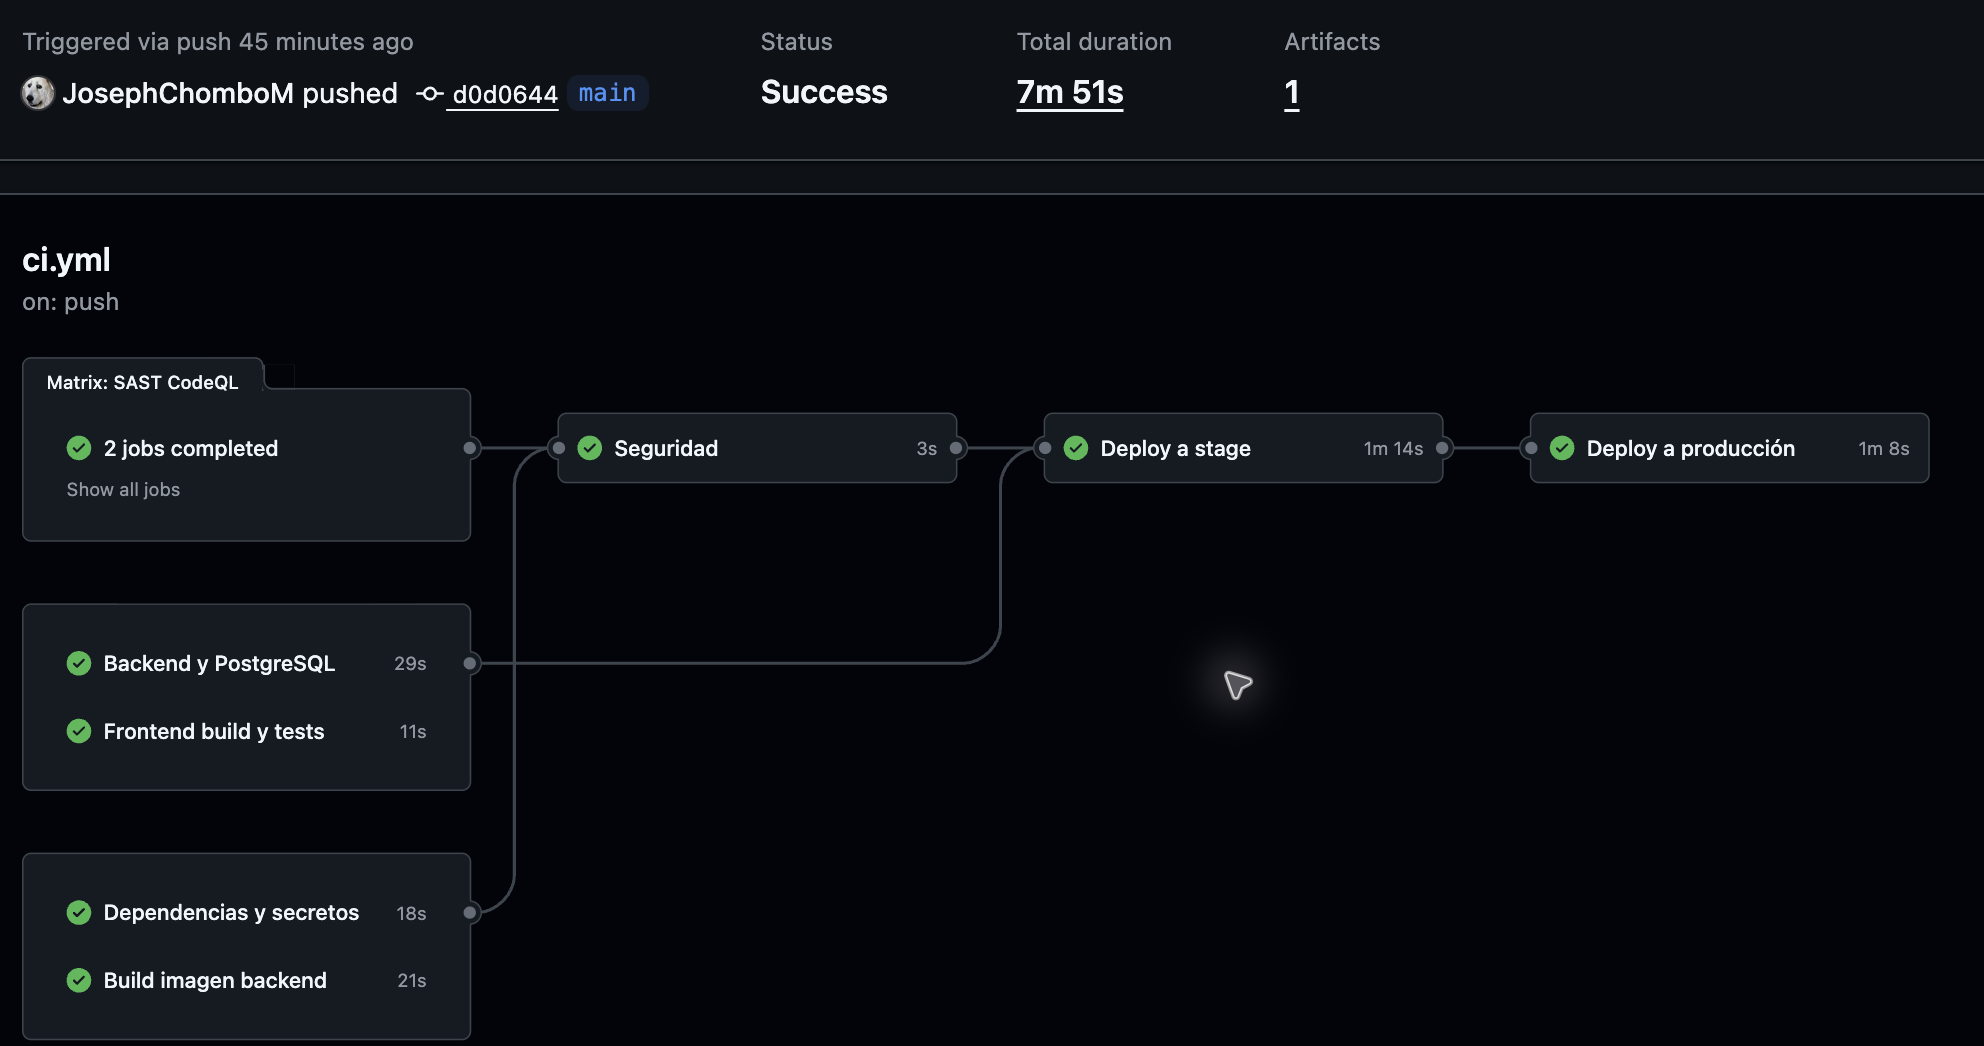 Triggered via push 45 minutes ago
JosephChomboM pushed d0d0644 main
Status
Success
Total duration
7m 51s
Artifacts
1
ci.yml
on: push
Matrix: SAST CodeQL
2 jobs completed
Show all jobs
Seguridad 3s
Deploy a stage 1m 14s
Deploy a producción 1m 8s
Backend y PostgreSQL 29s
Frontend build y tests 11s
Dependencias y secretos 18s
Build imagen backend 21s